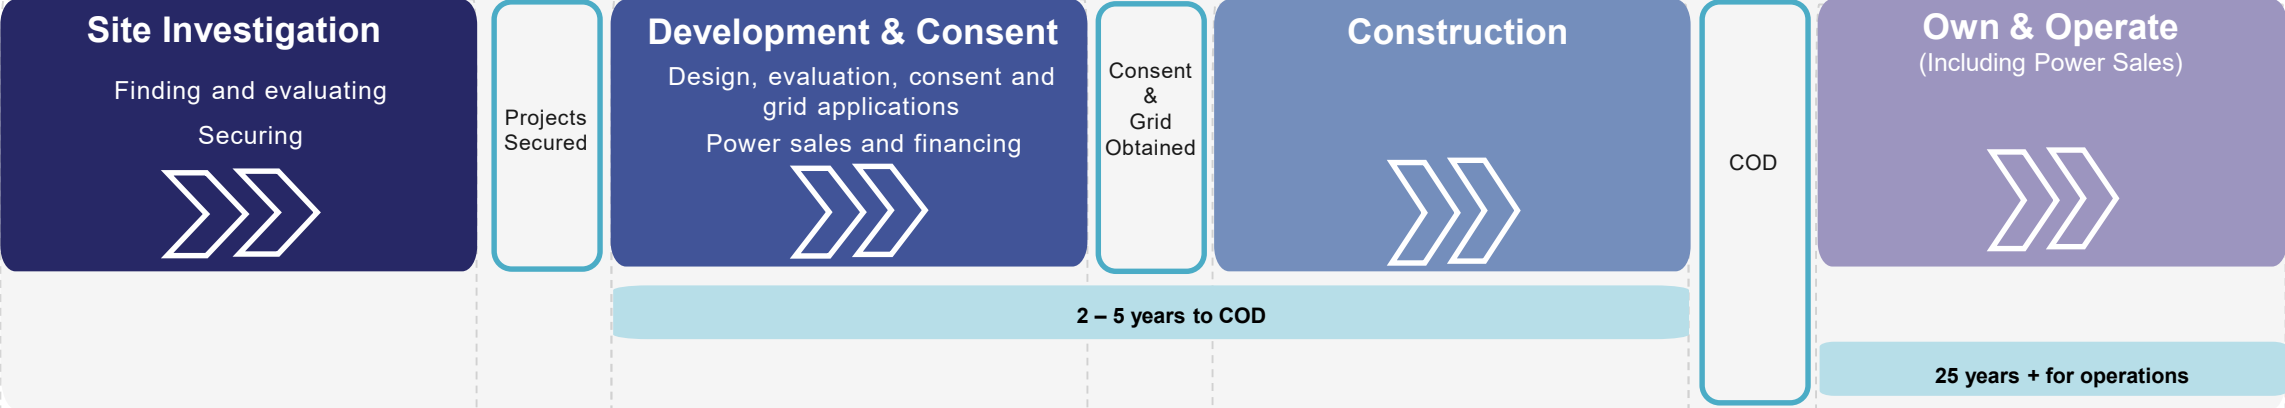 Site Investigation
Finding and evaluating
Securing
Projects
Secured
Development & Consent
Design, evaluation, consent and
grid applications
Power sales and financing
Consent
&
Grid
Obtained
Construction
COD
Own & Operate
(Including Power Sales)
2 – 5 years to COD
25 years + for operations